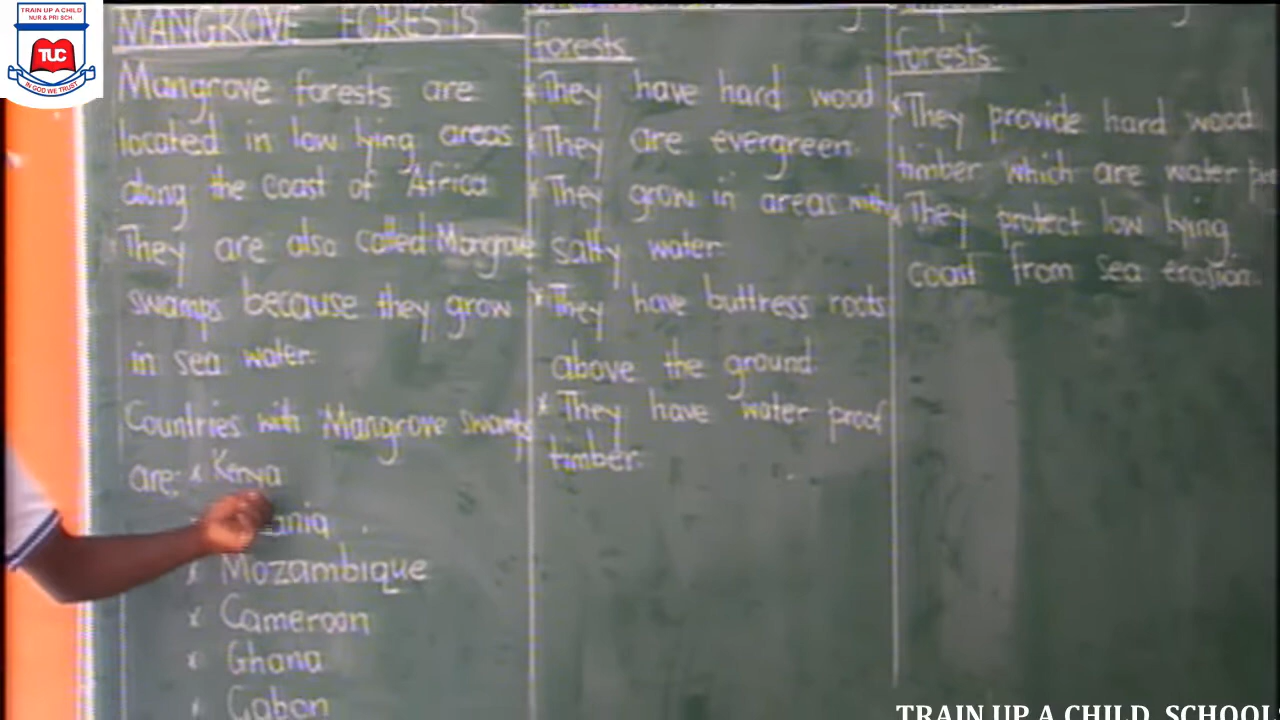 TRAIN UP A CHILD
NUR & PRI SCH
TUC
IN GOD WE TRUST
MANGROVE FORESTS
Mangrove forests are
located in low lying areas
along the coast of Africa
They are also called Mangrove
swamps because they grow
in sea water.
Countries with Mangrove swamps
are: * Kenya
ania
* Mozambique
* Cameroon
* Ghana
* Gabon
forests.
* They have hard wood
* They are evergreen.
* They grow in areas with
salty water.
* They have buttress roots
above the ground.
* They have water proof
timber.
forests.
* They provide hard wood
timber which are water
* They protect low lying
coast from sea erosion.
TRAIN UP A CHILD SCHOOLS